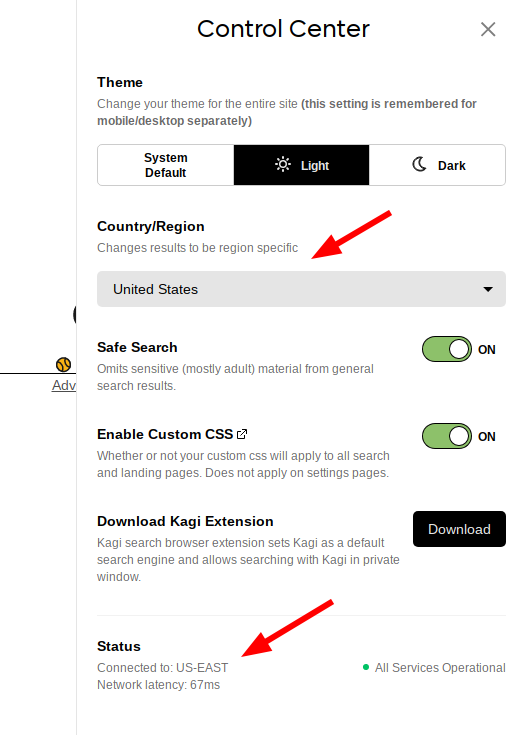 Control Center
Theme
Change your theme for the entire site (this setting is remembered for
mobile/desktop separately)
System
Default
Light
Dark
Country/Region
Changes results to be region specific
United States
Safe Search
ON
Omits sensitive (mostly adult) material from general
search results.
Adv
Enable Custom CSS
ON
Whether or not your custom css will apply to all search
and landing pages. Does not apply on settings pages.
Download Kagi Extension
Download
Kagi search browser extension sets Kagi as a default
search engine and allows searching with Kagi in private
window.
Status
Connected to: US-EAST
All Services Operational
Network latency: 67ms